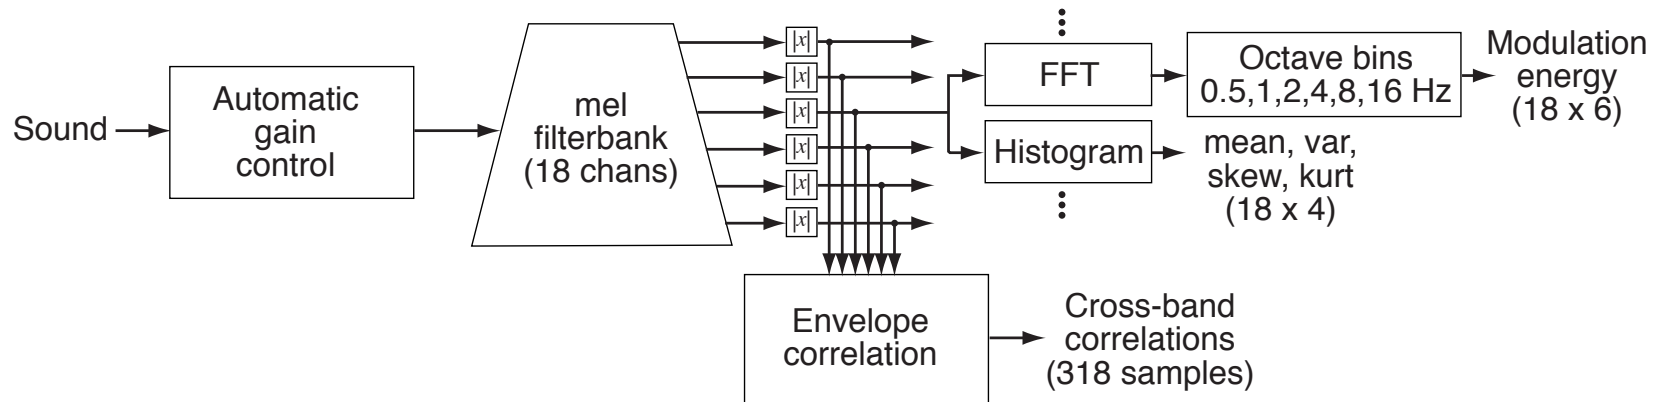 Sound
Automatic
gain
control
mel
filterbank
(18 chans)
|x|
|x|
|x|
|x|
|x|
|x|
FFT
Octave bins
0.5,1,2,4,8,16 Hz
Modulation
energy
(18 x 6)
Histogram
mean, var,
skew, kurt
(18 x 4)
Envelope
correlation
Cross-band
correlations
(318 samples)